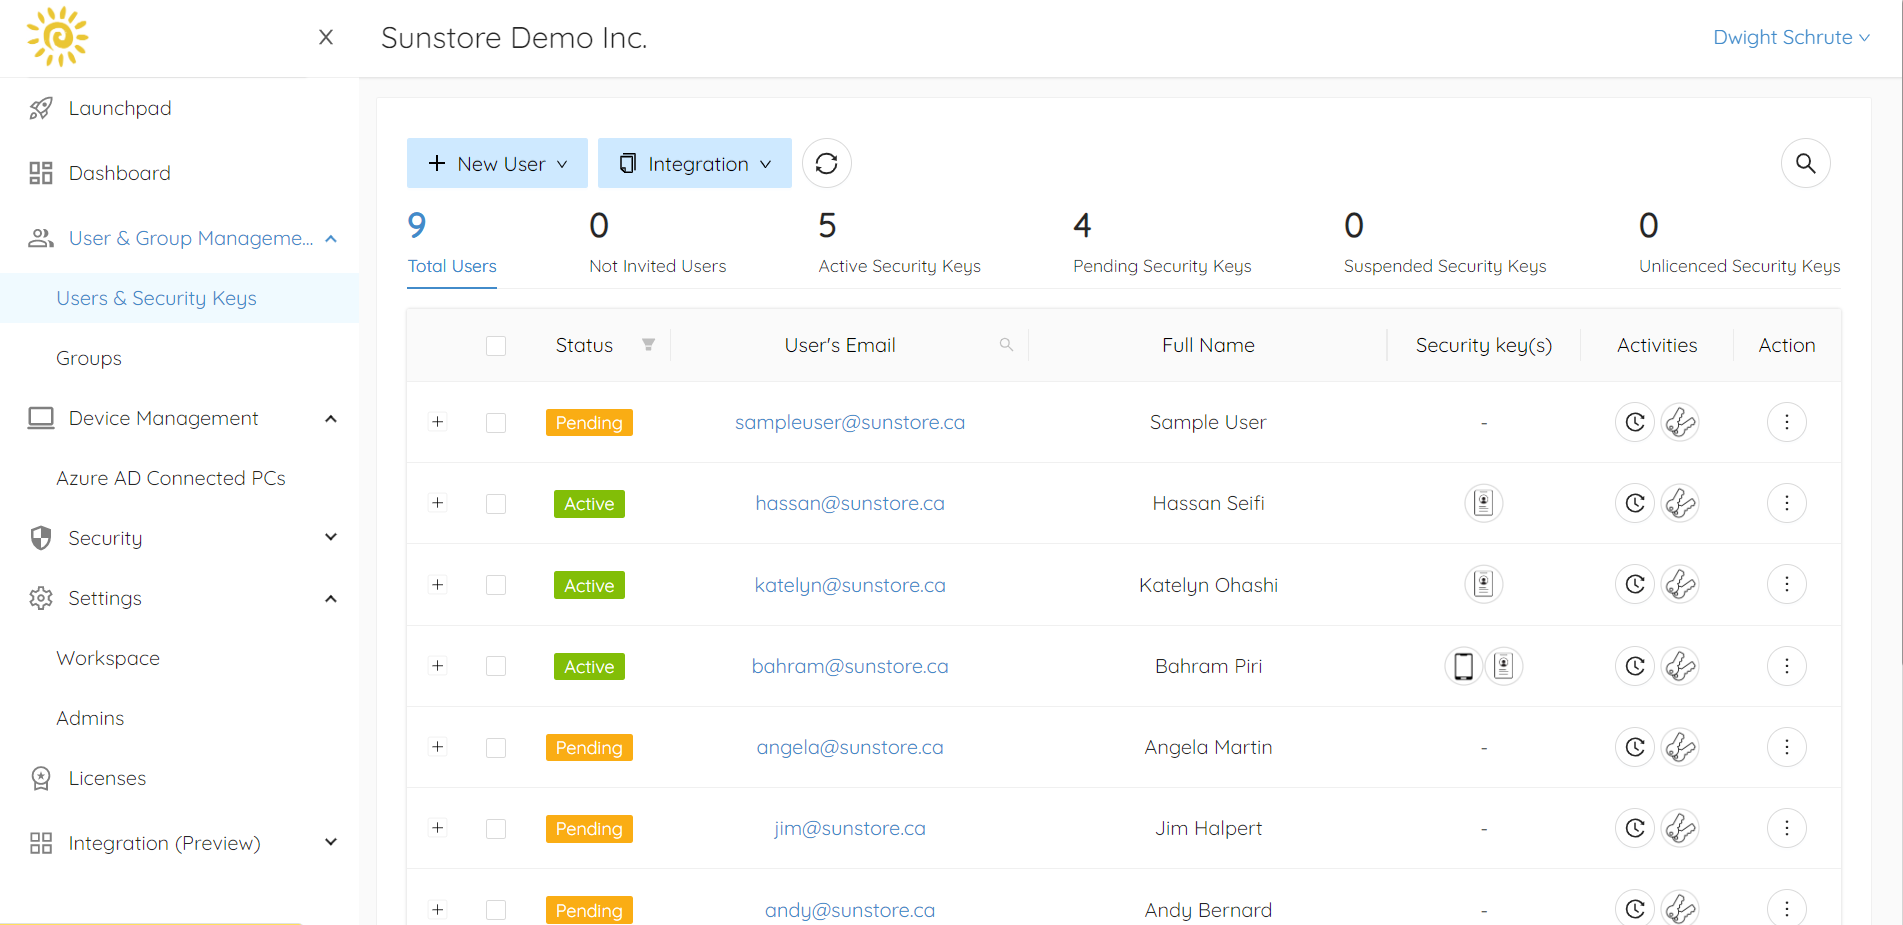 Sunstore Demo Inc.
Dwight Schrute
Launchpad
Dashboard
User & Group Manageme...
Users & Security Keys
Groups
Device Management
Azure AD Connected PCs
Security
Settings
Workspace
Admins
Licenses
Integration (Preview)
+ New User
Integration
9 0 5 4 0 0
Total Users Not Invited Users Active Security Keys Pending Security Keys Suspended Security Keys Unlicenced Security Keys
Status User's Email Full Name Security key(s) Activities Action
+ Pending sampleuser@sunstore.ca Sample User -
+ Active hassan@sunstore.ca Hassan Seifi
+ Active katelyn@sunstore.ca Katelyn Ohashi
+ Active bahram@sunstore.ca Bahram Piri
+ Pending angela@sunstore.ca Angela Martin -
+ Pending jim@sunstore.ca Jim Halpert -
+ Pending andy@sunstore.ca Andy Bernard -